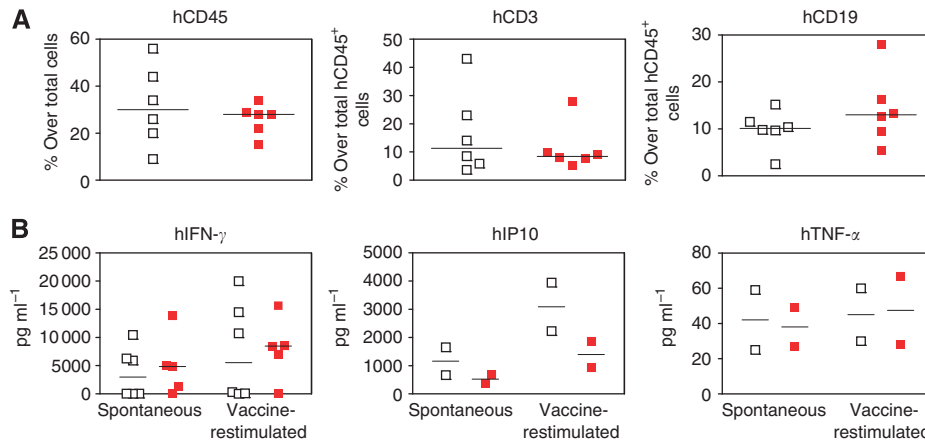 A
hCD45
% Over total cells
60
40
20
0
hCD3
% Over total hCD45+
cells
50
40
30
20
10
0
hCD19
% Over total hCD45+
cells
30
20
10
0
B
hIFN-γ
pg ml−1
25 000
20 000
15 000
10 000
5000
0
Spontaneous
Vaccine-
restimulated
hIP10
pg ml−1
5000
4000
3000
2000
1000
0
Spontaneous
Vaccine-
restimulated
hTNF-α
pg ml−1
80
60
40
20
0
Spontaneous
Vaccine-
restimulated